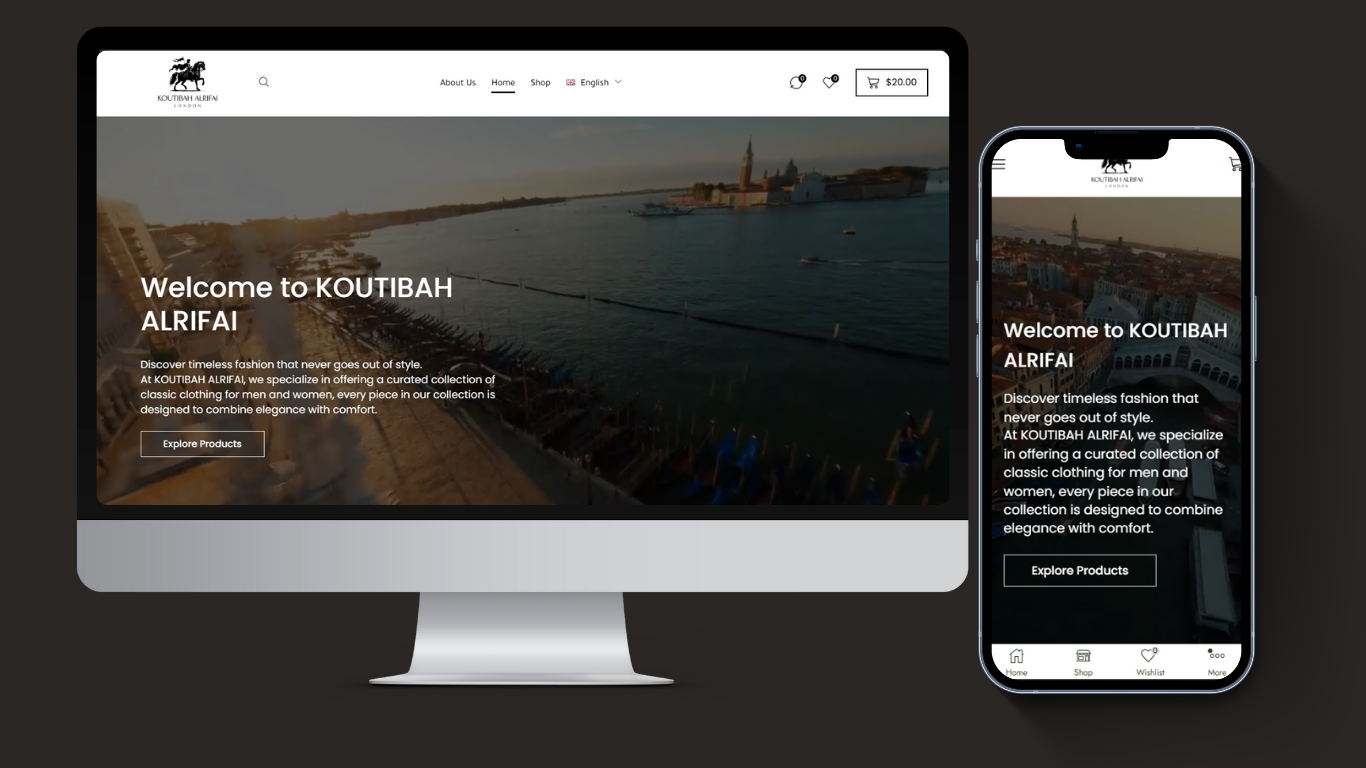 KOUTIBAH ALRIFAI
LONDON
About Us
Home
Shop
English
0
0
$20.00
Welcome to KOUTIBAH
ALRIFAI
Discover timeless fashion that never goes out of style.
At KOUTIBAH ALRIFAI, we specialize in offering a curated collection of
classic clothing for men and women, every piece in our collection is
designed to combine elegance with comfort.
Explore Products
KOUTIBAH ALRIFAI
LONDON
Welcome to KOUTIBAH
ALRIFAI
Discover timeless fashion that
never goes out of style.
At KOUTIBAH ALRIFAI, we specialize
in offering a curated collection of
classic clothing for men and
women, every piece in our
collection is designed to combine
elegance with comfort.
Explore Products
0
Home
Shop
Wishlist
More